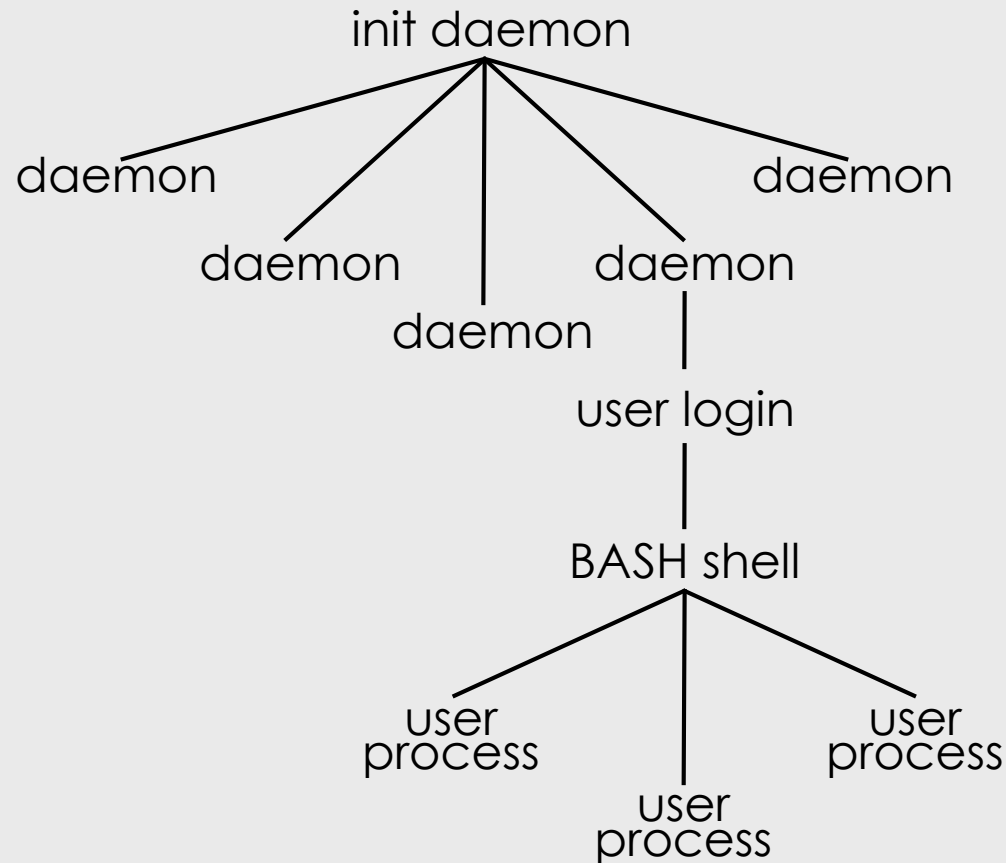 init daemon
daemon
daemon
daemon
daemon
daemon
user login
BASH shell
user
process
user
process
user
process